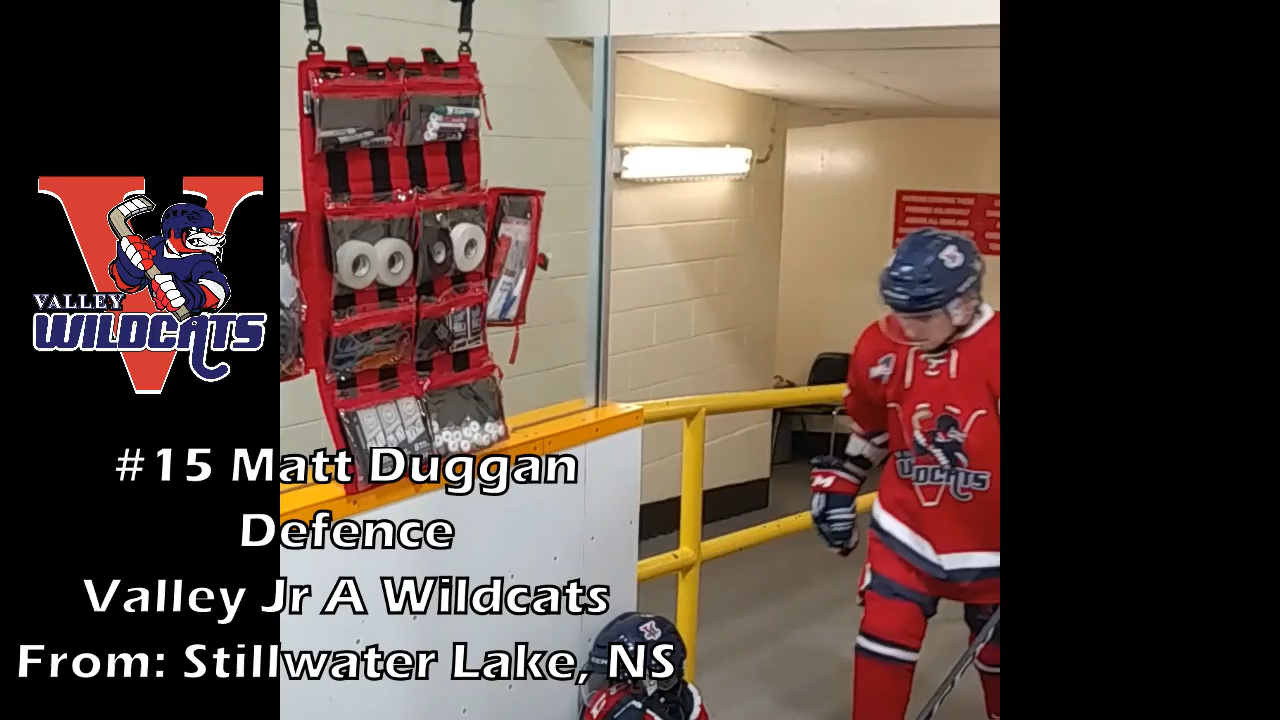 VALLEY
WILDCATS
#15 Matt Duggan
Defence
Valley Jr A Wildcats
From: Stillwater Lake, NS